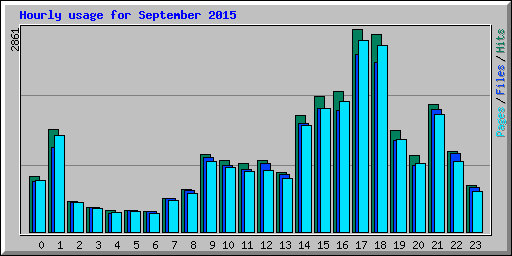 Hourly usage for September 2015
2861
Pages / Files / Hits
0 1 2 3 4 5 6 7 8 9 10 11 12 13 14 15 16 17 18 19 20 21 22 23